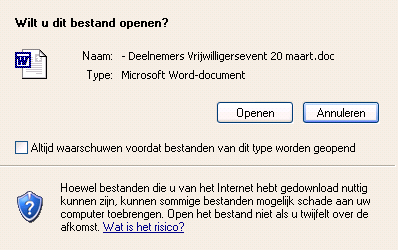 Wilt u dit bestand openen?
Naam: - Deelnemers Vrijwilligersevent 20 maart.doc
Type: Microsoft Word-document
Openen Annuleren
Altijd waarschuwen voordat bestanden van dit type worden geopend
Hoewel bestanden die u van het Internet hebt gedownload nuttig
kunnen zijn, kunnen sommige bestanden mogelijk schade aan uw
computer toebrengen. Open het bestand niet als u twijfelt over de
afkomst. Wat is het risico?